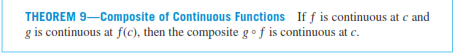 THEOREM 9—Composite of Continuous Functions If f is continuous at c and
g is continuous at f(c), then the composite g ∘ f is continuous at c.